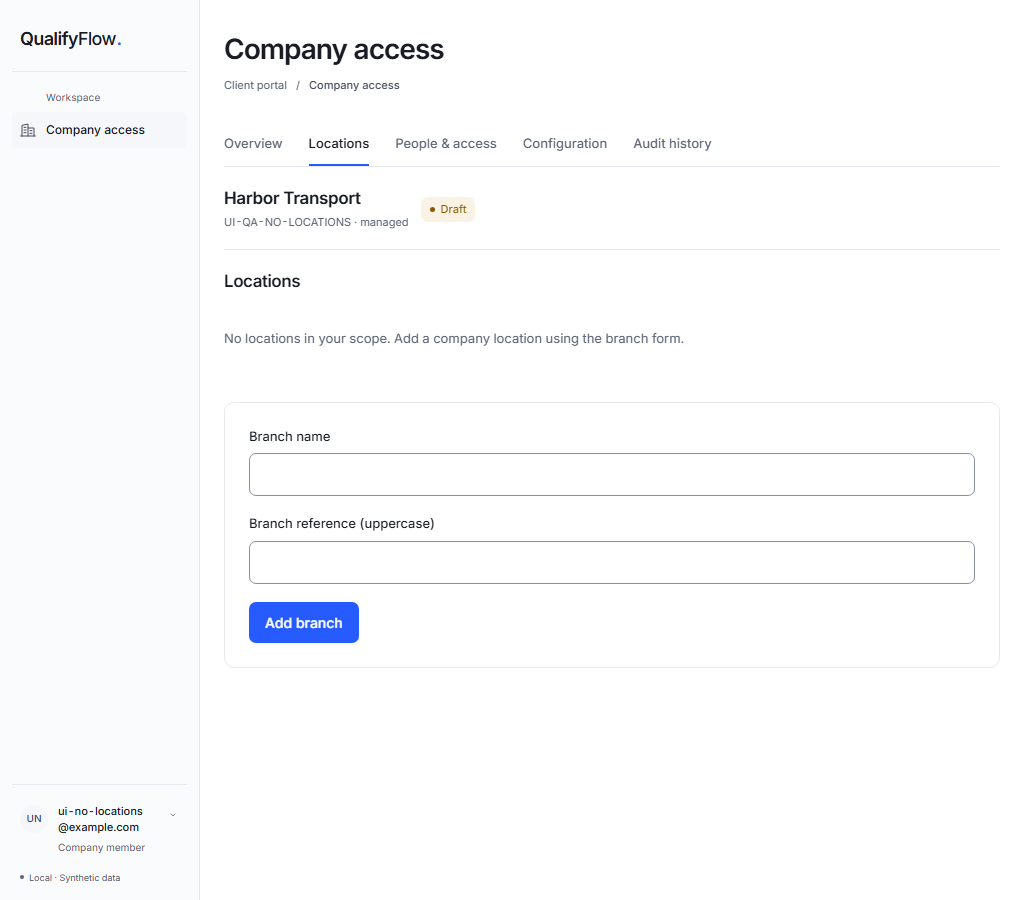 QualifyFlow.
Workspace
Company access
Company access
Client portal / Company access
Overview Locations People & access Configuration Audit history
Harbor Transport
UI-QA-NO-LOCATIONS · managed
Draft
Locations
No locations in your scope. Add a company location using the branch form.
Branch name
Branch reference (uppercase)
Add branch
UN
ui-no-locations
@example.com
Company member
Local · Synthetic data